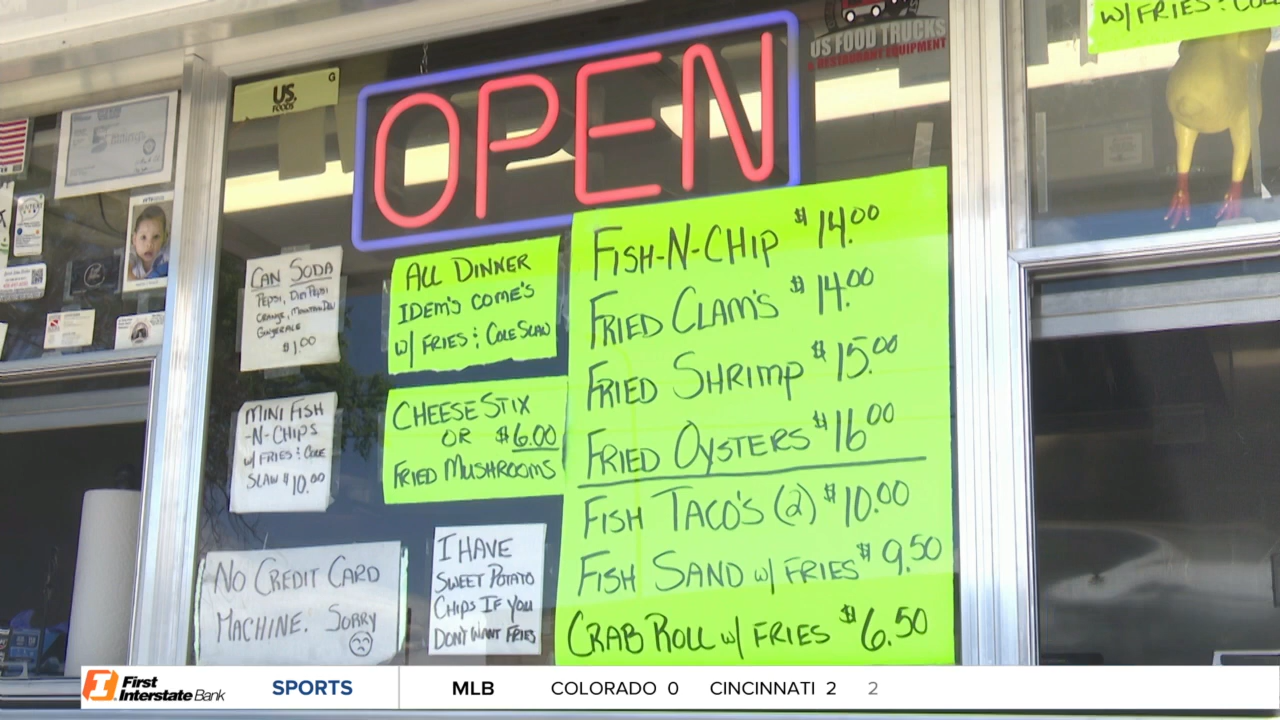 W/ FRIES : COLE
US FOOD TRUCKS
& RESTAURANT EQUIPMENT
US.
FOODS
G
OPEN
CAN SODA
PEPSI, DIET PEPSI
ORANGE, MOUNTAIN DEW
GINGERALE
$1.00
ALL DINNER
IDEM'S COME'S
W/ FRIES : COLE SLAW
MINI FISH
-N-CHIPS
W/ FRIES : COLE
SLAW $10.00
CHEESE STIX
OR $6.00
FRIED MUSHROOMS
NO CREDIT CARD
MACHINE. SORRY
I HAVE
SWEET POTATO
CHIPS IF YOU
DON'T WANT FRIES
FISH-N-CHIP $14.00
FRIED CLAM'S $14.00
FRIED SHRIMP $15.00
FRIED OYSTERS $16.00
FISH TACO'S (2) $10.00
FISH SAND W/ FRIES $9.50
CRAB ROLL W/ FRIES $6.50
First
Interstate Bank
SPORTS
MLB
COLORADO 0 CINCINNATI 2 2